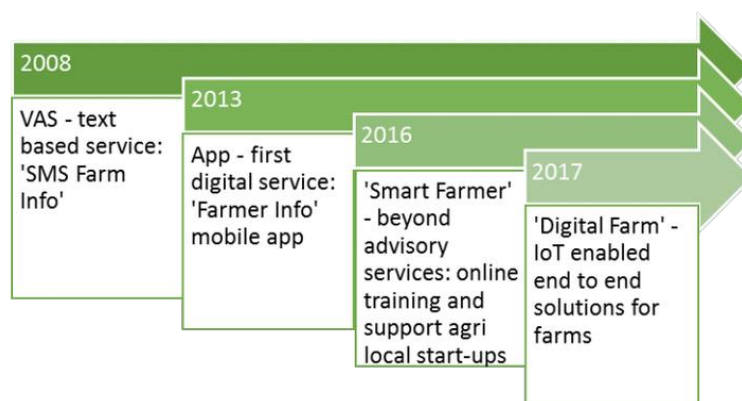 2008
VAS - text
based service:
'SMS Farm
Info'
2013
App - first
digital service:
'Farmer Info'
mobile app
2016
'Smart Farmer'
- beyond
advisory
services: online
training and
support agri
local start-ups
2017
'Digital Farm' -
IoT enabled
end to end
solutions for
farms